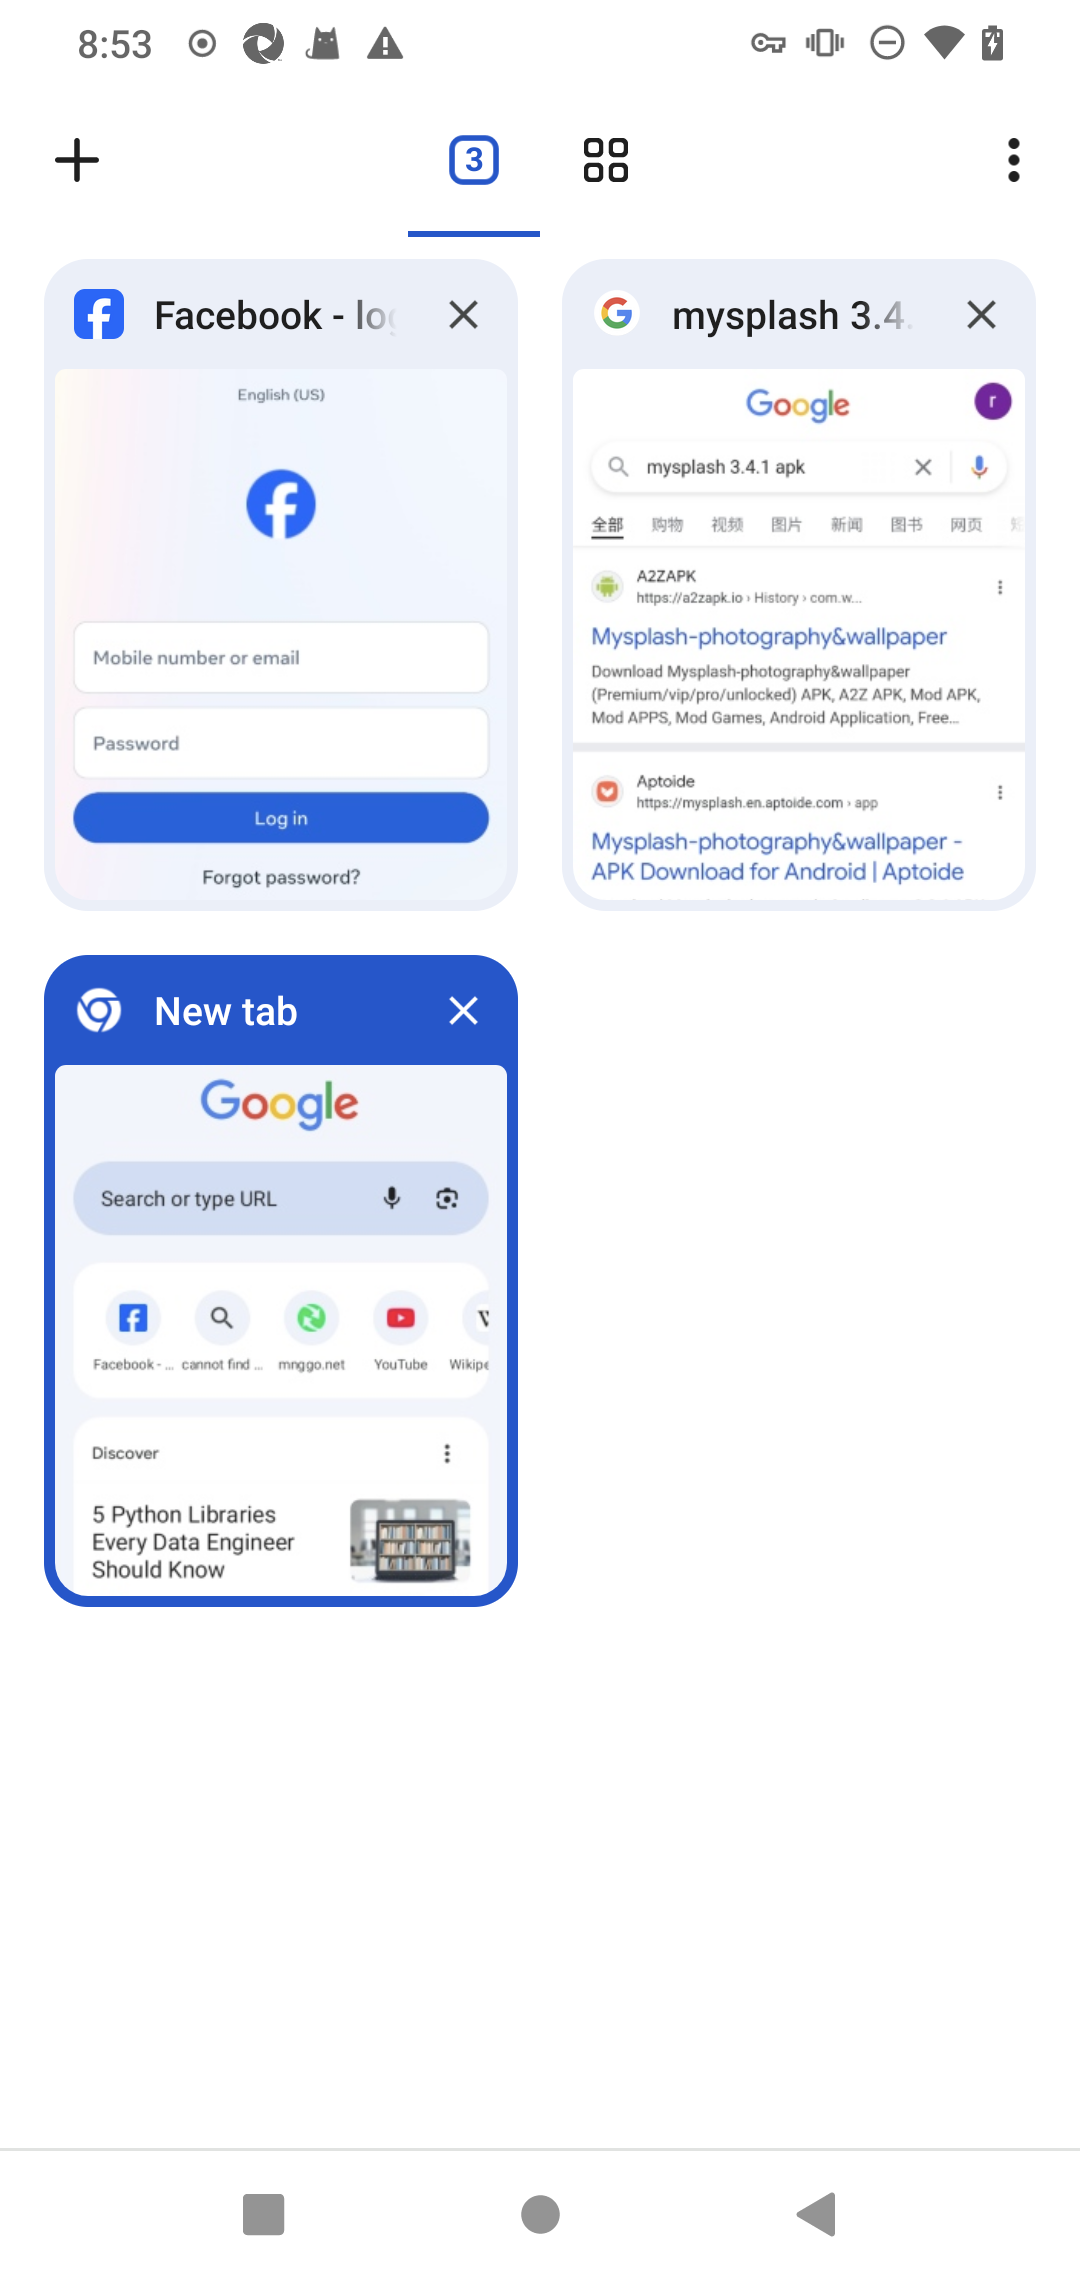 8:53
3
Facebook -
English (US)
Mobile number or email
Password
Log in
Forgot password?
mysplash 3.4.
Google
r
mysplash 3.4.1 apk
全部 购物 视频 图片 新闻 图书 网页
A2ZAPK
https://a2zapk.io › History › com.w...
Mysplash-photography&wallpaper
Download Mysplash-photography&wallpaper
(Premium/vip/pro/unlocked) APK, A2Z APK, Mod APK,
Mod APPS, Mod Games, Android Application, Free...
Aptoide
https://mysplash.en.aptoide.com › app
Mysplash-photography&wallpaper -
APK Download for Android | Aptoide
New tab
Google
Search or type URL
Facebook - ... cannot find ... mnggo.net YouTube Wikipe
Discover
5 Python Libraries
Every Data Engineer
Should Know